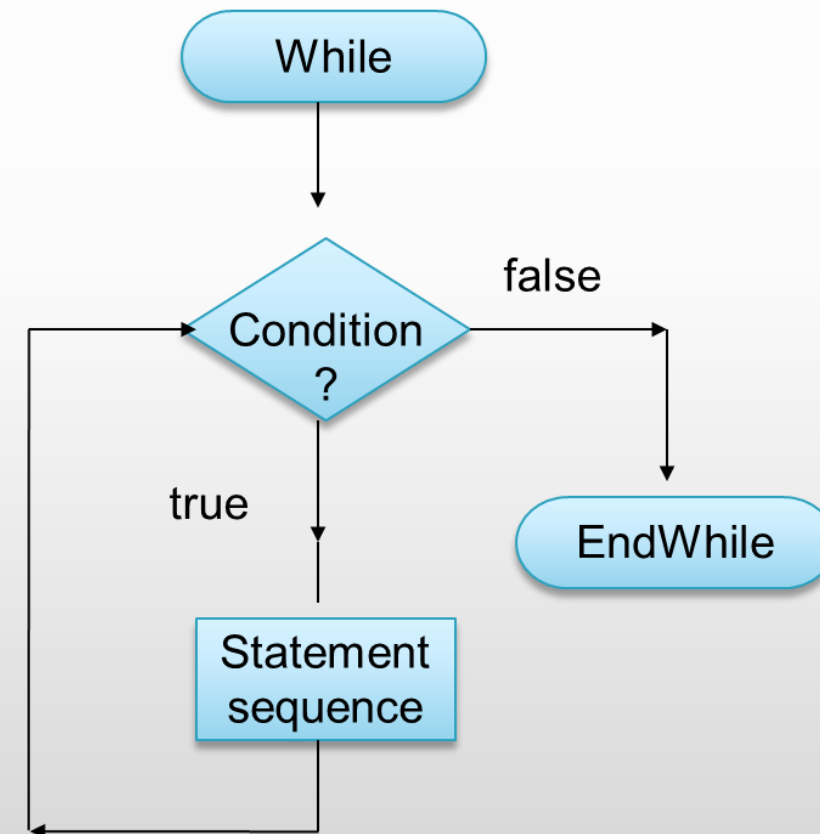 While
false
Condition
?
true
EndWhile
Statement
sequence